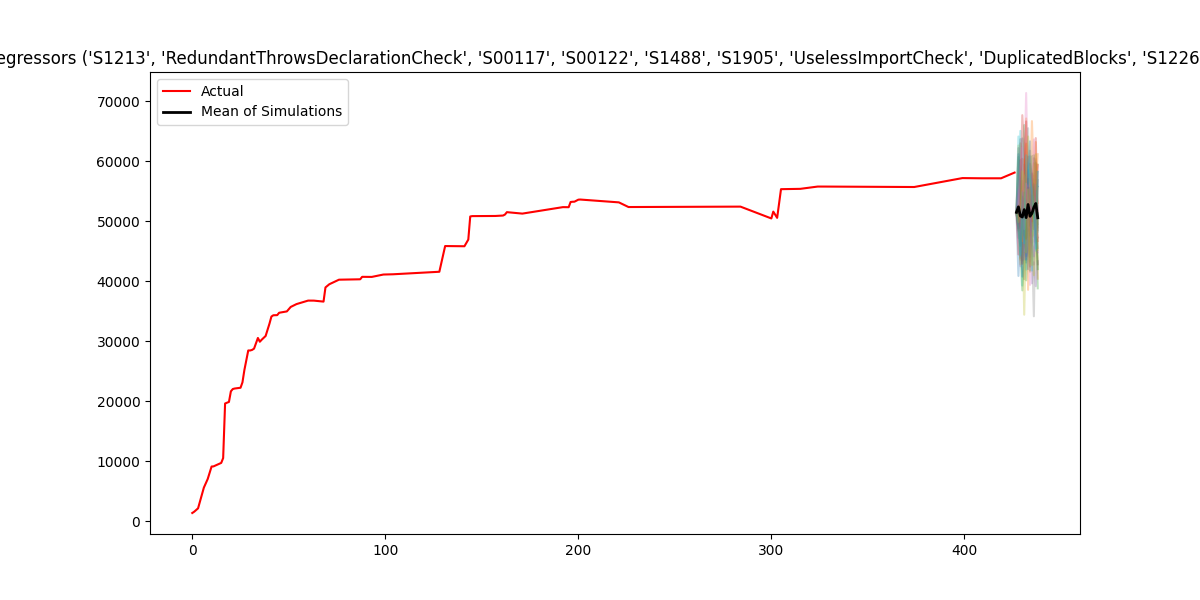 egressors ('S1213', 'RedundantThrowsDeclarationCheck', 'S00117', 'S00122', 'S1488', 'S1905', 'UselessImportCheck', 'DuplicatedBlocks', 'S1226
Actual
Mean of Simulations
70000
60000
50000
40000
30000
20000
10000
0
0 100 200 300 400